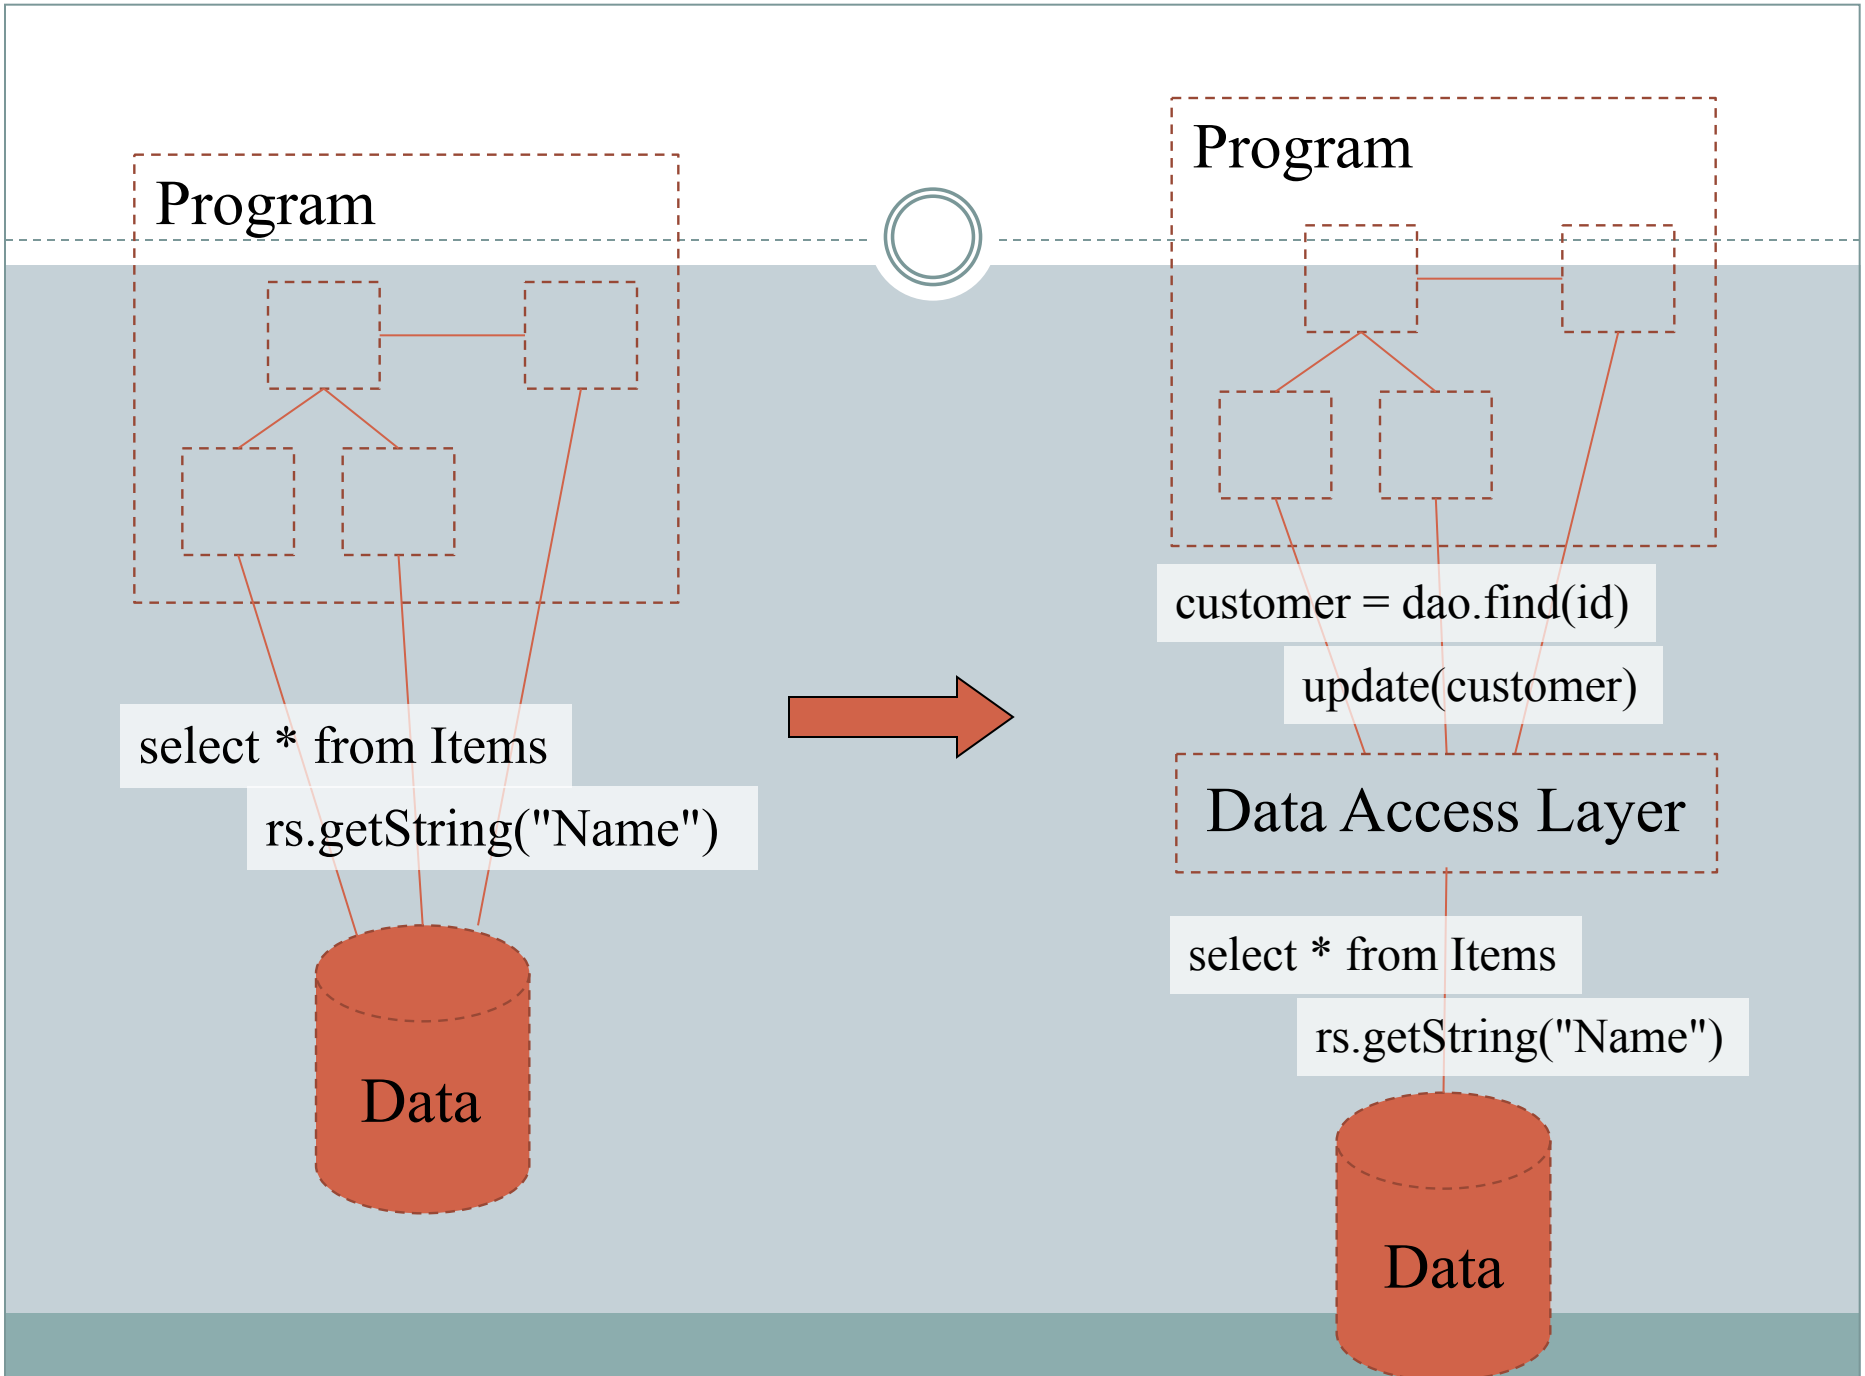 Program
select * from Items
rs.getString("Name")
Data
Program
customer = dao.find(id)
update(customer)
Data Access Layer
select * from Items
rs.getString("Name")
Data